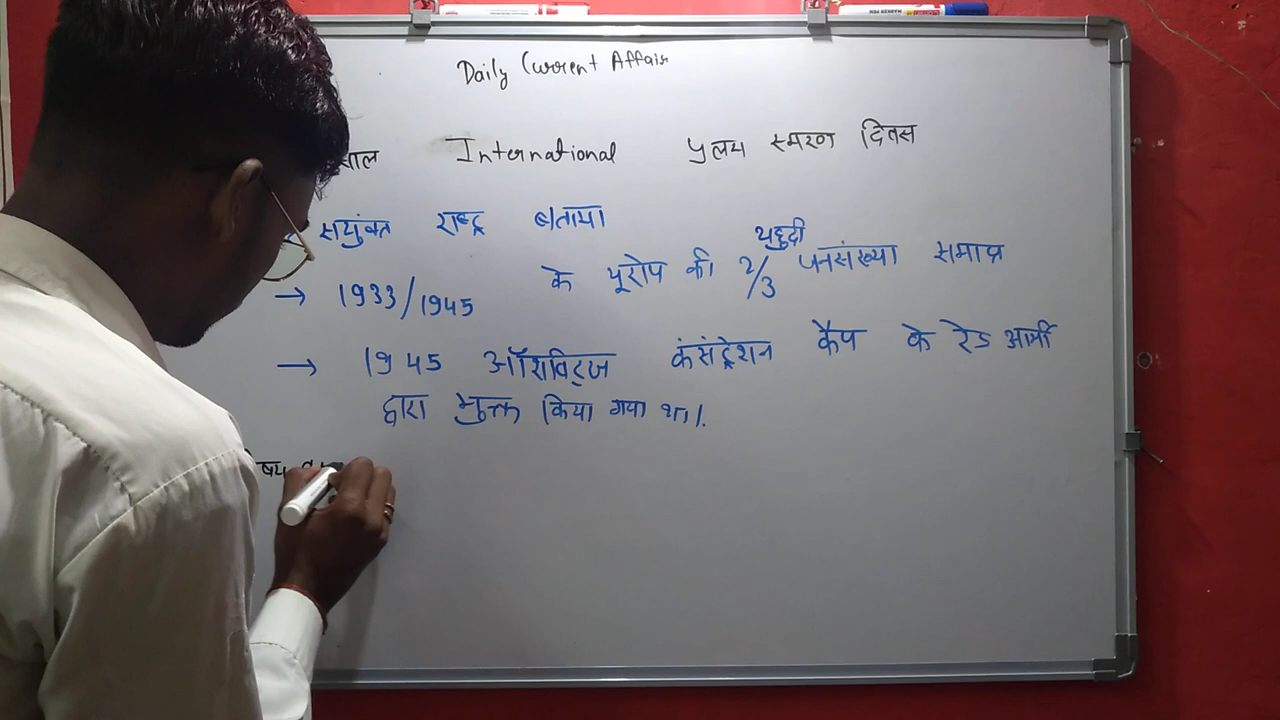 Daily Current Affair
साल International प्रलय स्मरण दिवस
सयुंक्त राष्ट्र बताया
यहुदी
→ 1933/1945 के यूरोप की 2/3 जनसंख्या समाप्त
→ 1945 ऑशविट्ज कंसंट्रेशन कैंप के रेड आर्मी
द्वारा मुक्त किया गया था।.